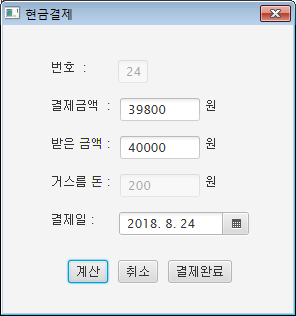 현금결제
번호 : 24
결제금액 : 39800 원
받은 금액 : 40000 원
거스름 돈 : 200 원
결제일 : 2018. 8. 24
계산 취소 결제완료